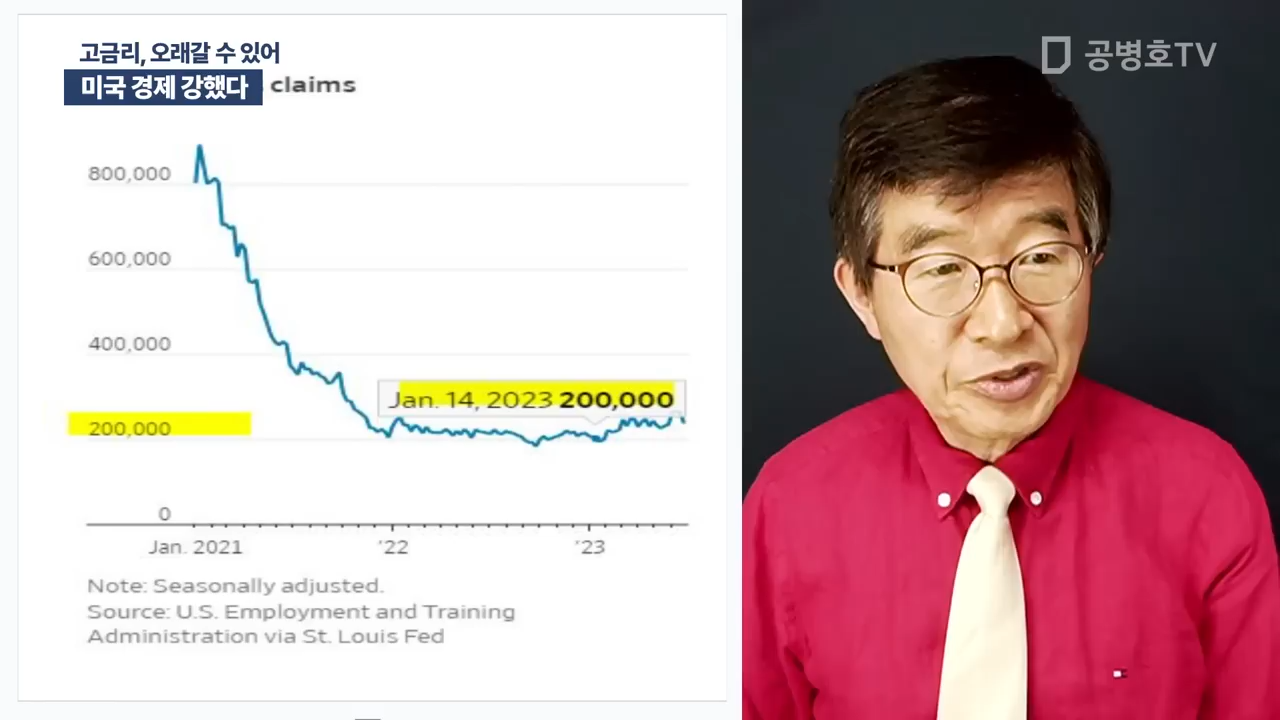 고금리, 오래갈 수 있어
미국 경제 강했다
claims
공병호TV
800,000
600,000
400,000
Jan. 14, 2023 200,000
200,000
0
Jan. 2021 ’22 ’23
Note: Seasonally adjusted.
Source: U.S. Employment and Training
Administration via St. Louis Fed